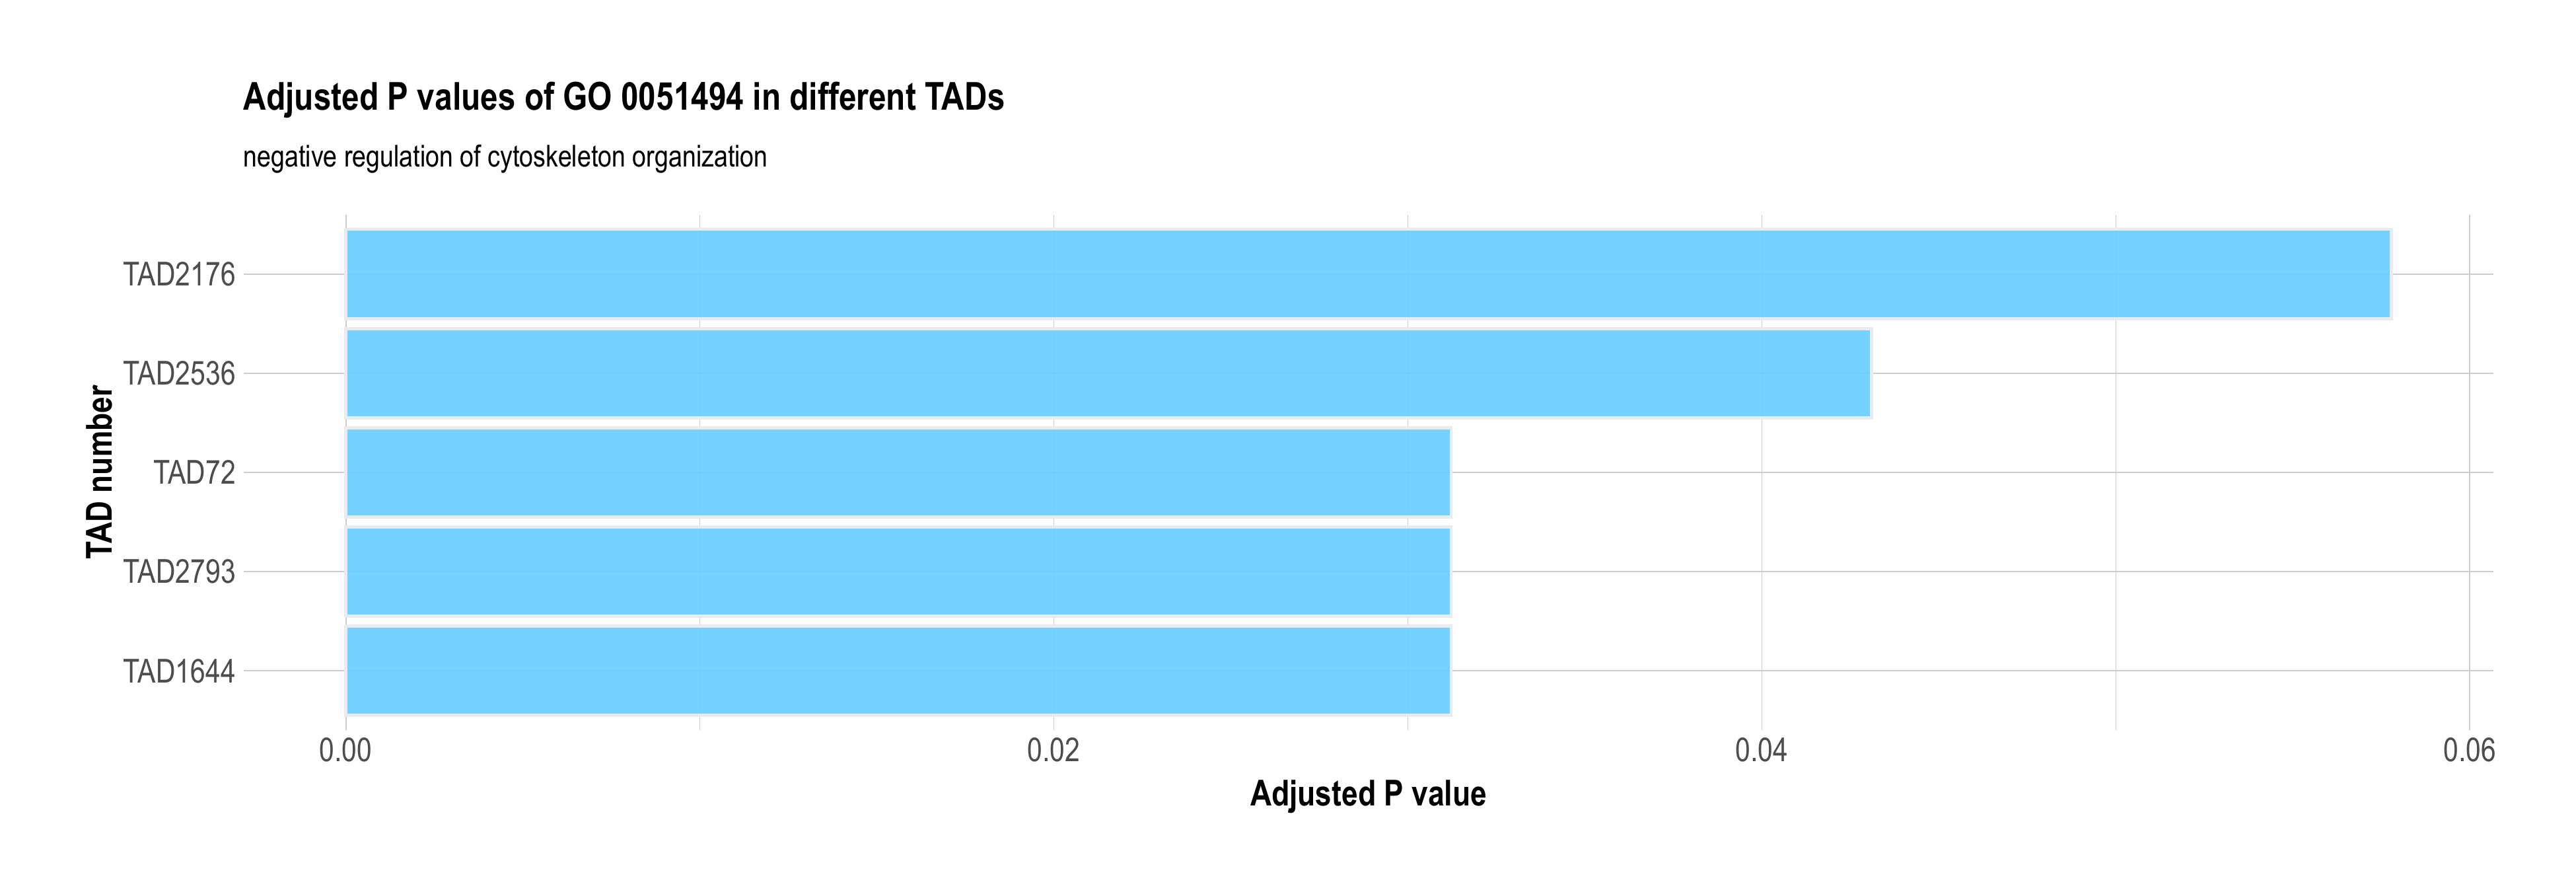 Adjusted P values of GO 0051494 in different TADs
negative regulation of cytoskeleton organization
TAD number
TAD2176
TAD2536
TAD72
TAD2793
TAD1644
0.00 0.02 0.04 0.06
Adjusted P value